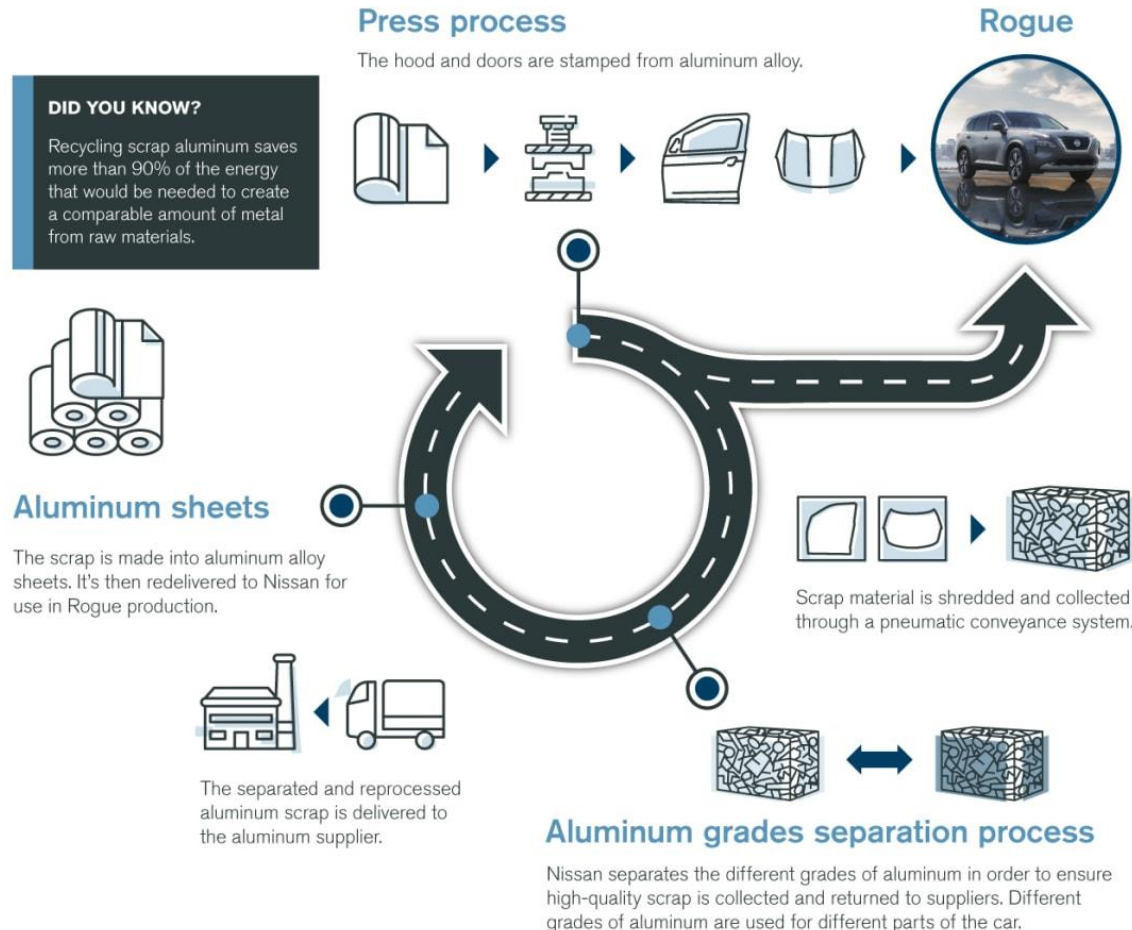 Press process
The hood and doors are stamped from aluminum alloy.
Rogue
DID YOU KNOW?
Recycling scrap aluminum saves
more than 90% of the energy
that would be needed to create
a comparable amount of metal
from raw materials.
Aluminum sheets
The scrap is made into aluminum alloy
sheets. It’s then redelivered to Nissan for
use in Rogue production.
Scrap material is shredded and collected
through a pneumatic conveyance system.
The separated and reprocessed
aluminum scrap is delivered to
the aluminum supplier.
Aluminum grades separation process
Nissan separates the different grades of aluminum in order to ensure
high-quality scrap is collected and returned to suppliers. Different
grades of aluminum are used for different parts of the car.